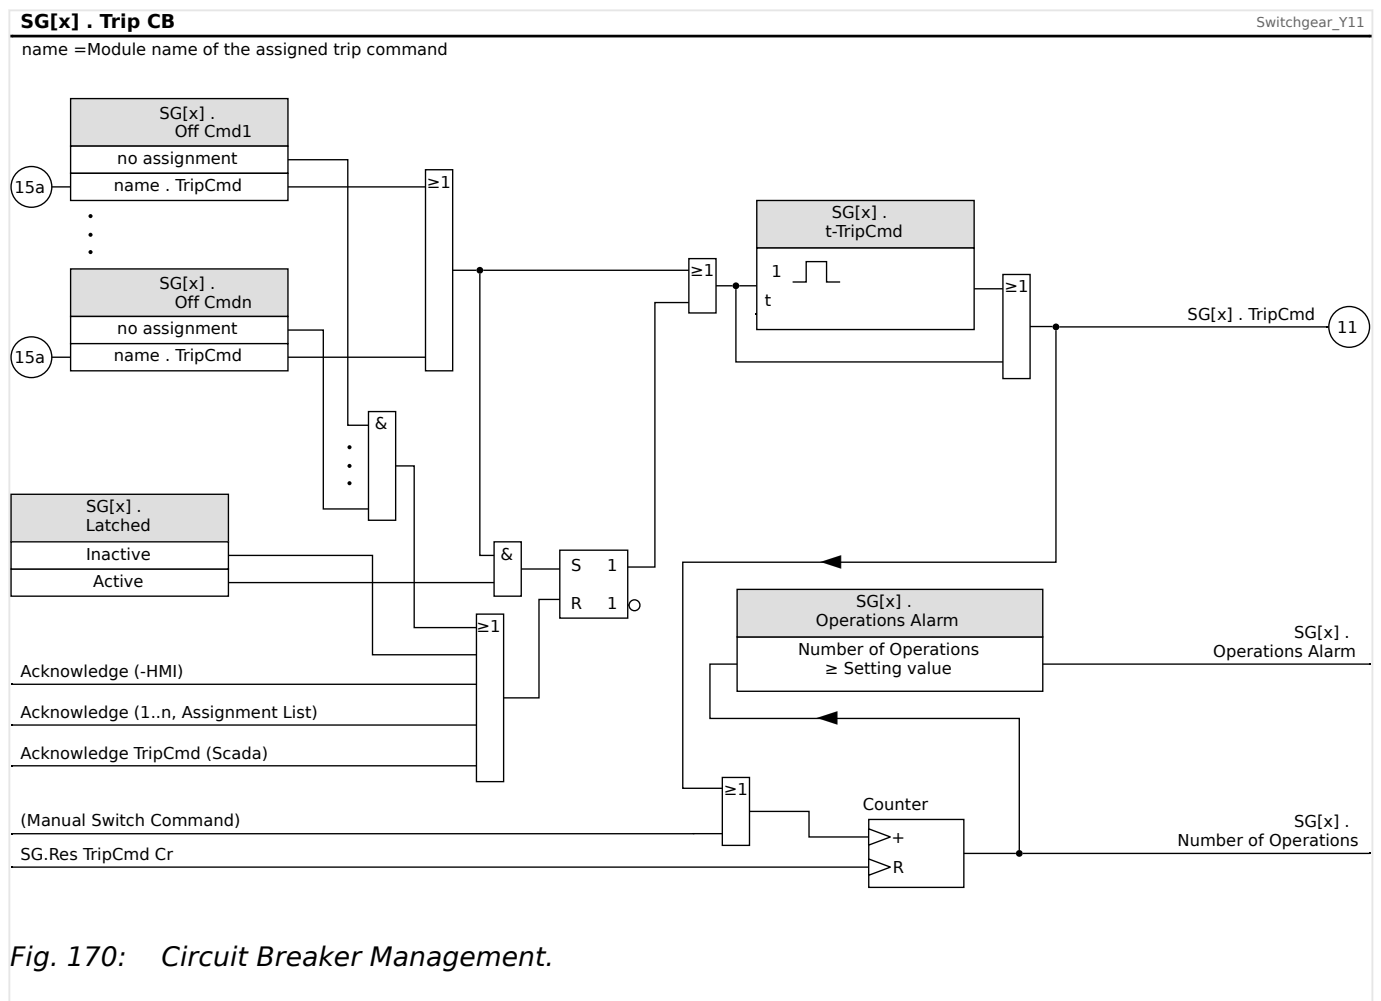 SG[x] . Trip CB
Switchgear_Y11
name =Module name of the assigned trip command
SG[x] .
Off Cmd1
no assignment
15a
name . TripCmd
≥1
SG[x] .
t-TripCmd
1
t
≥1
≥1
SG[x] . TripCmd
11
SG[x] .
Off Cmdn
no assignment
15a
name . TripCmd
&
SG[x] .
Latched
Inactive
Active
&
S 1
R 1
≥1
Acknowledge (-HMI)
Acknowledge (1..n, Assignment List)
Acknowledge TripCmd (Scada)
SG[x] .
Operations Alarm
Number of Operations
≥ Setting value
SG[x] .
Operations Alarm
≥1
(Manual Switch Command)
SG.Res TripCmd Cr
Counter
+
R
SG[x] .
Number of Operations
Fig. 170: Circuit Breaker Management.